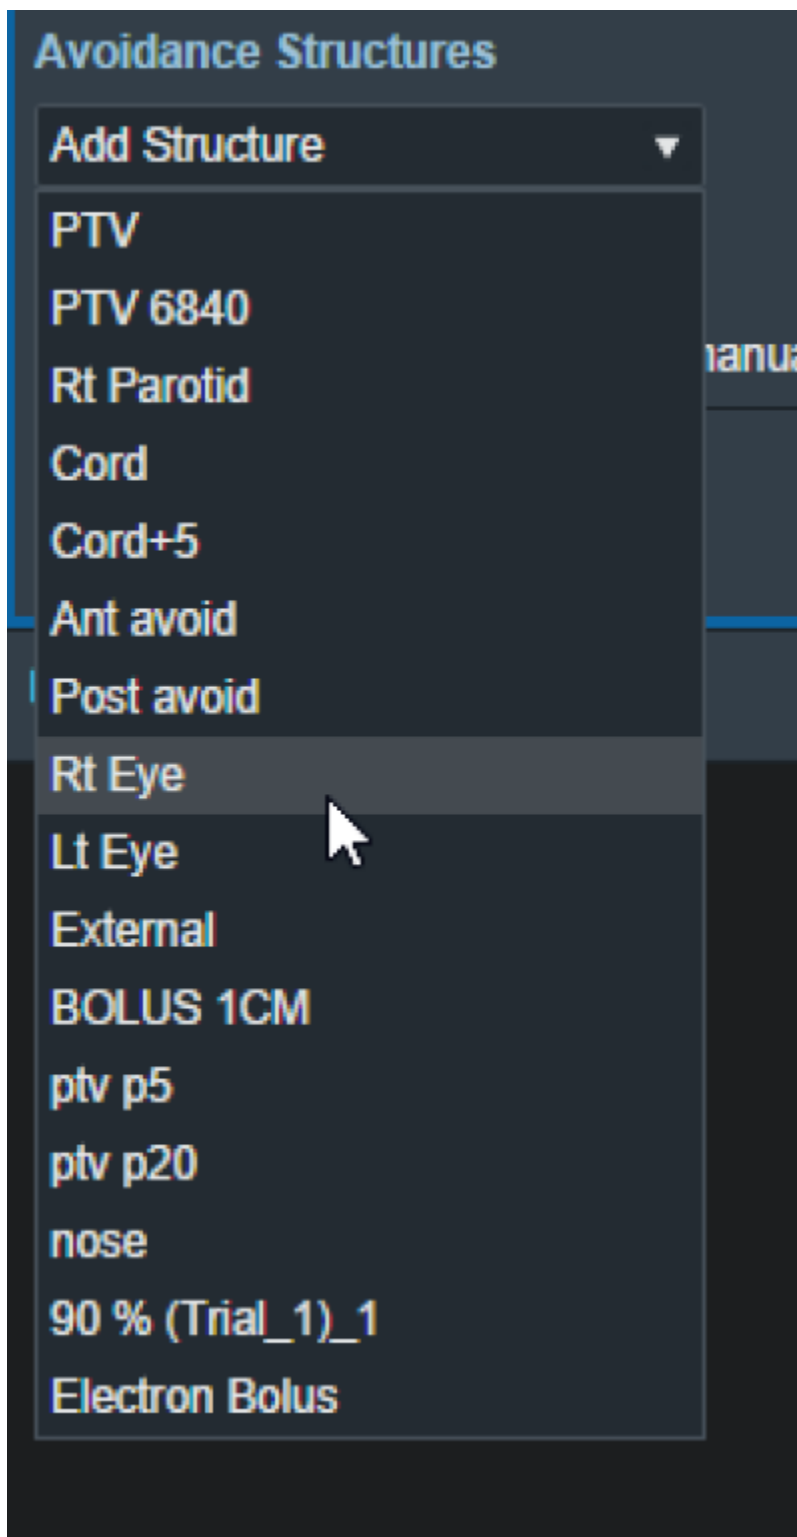 Avoidance Structures
Add Structure
PTV
PTV 6840
Rt Parotid
Cord
Cord+5
Ant avoid
Post avoid
Rt Eye
Lt Eye
External
BOLUS 1CM
ptv p5
ptv p20
nose
90 % (Trial_1)_1
Electron Bolus